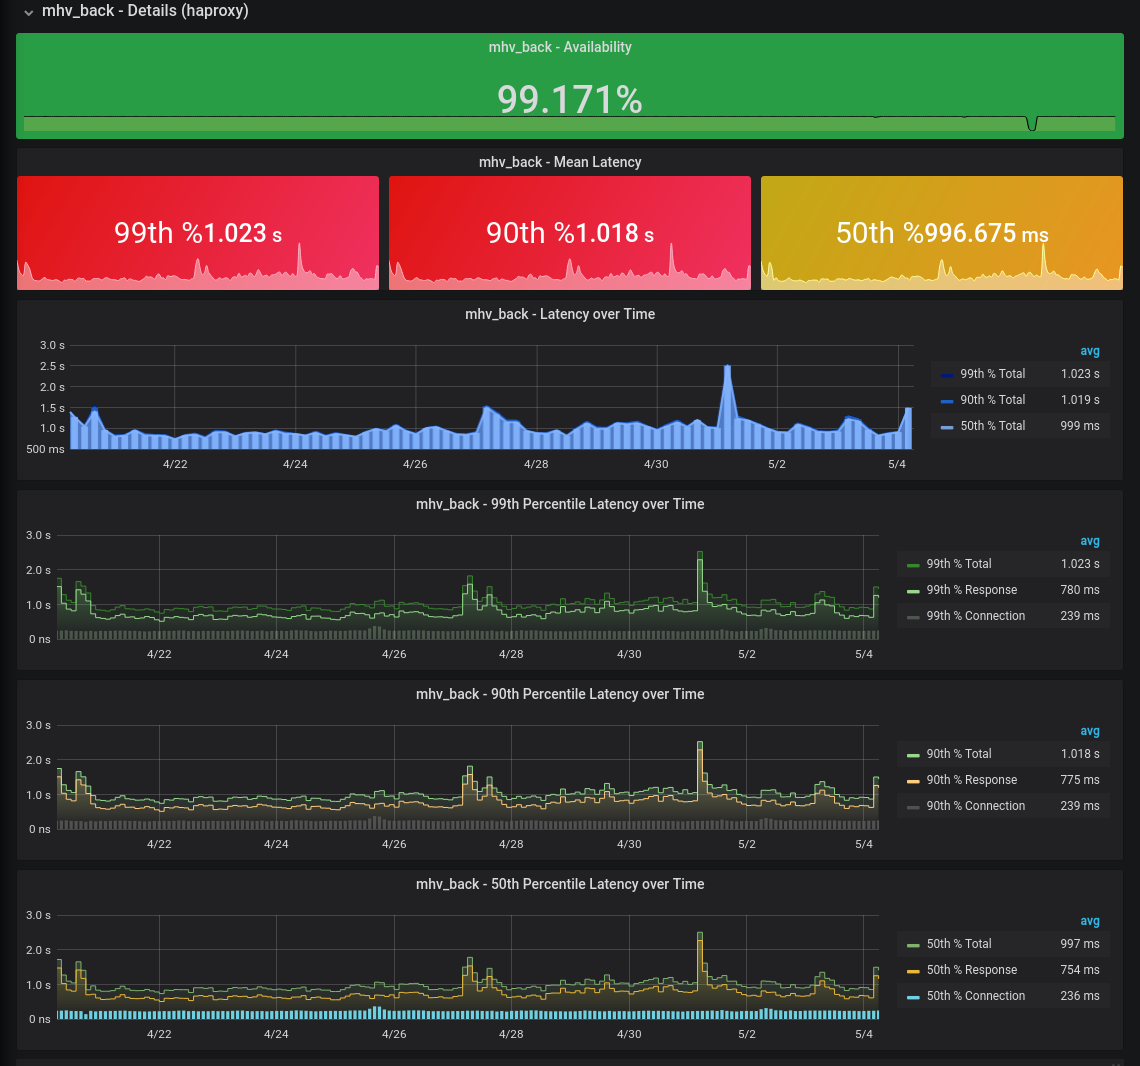 mhv_back - Details (haproxy)
mhv_back - Availability
99.171%
mhv_back - Mean Latency
99th %1.023 s
90th %1.018 s
50th %996.675 ms
mhv_back - Latency over Time
3.0 s
2.5 s
2.0 s
1.5 s
1.0 s
500 ms
4/22 4/24 4/26 4/28 4/30 5/2 5/4
avg
99th % Total 1.023 s
90th % Total 1.019 s
50th % Total 999 ms
mhv_back - 99th Percentile Latency over Time
3.0 s
2.0 s
1.0 s
0 ns
4/22 4/24 4/26 4/28 4/30 5/2 5/4
avg
99th % Total 1.023 s
99th % Response 780 ms
99th % Connection 239 ms
mhv_back - 90th Percentile Latency over Time
3.0 s
2.0 s
1.0 s
0 ns
4/22 4/24 4/26 4/28 4/30 5/2 5/4
avg
90th % Total 1.018 s
90th % Response 775 ms
90th % Connection 239 ms
mhv_back - 50th Percentile Latency over Time
3.0 s
2.0 s
1.0 s
0 ns
4/22 4/24 4/26 4/28 4/30 5/2 5/4
avg
50th % Total 997 ms
50th % Response 754 ms
50th % Connection 236 ms